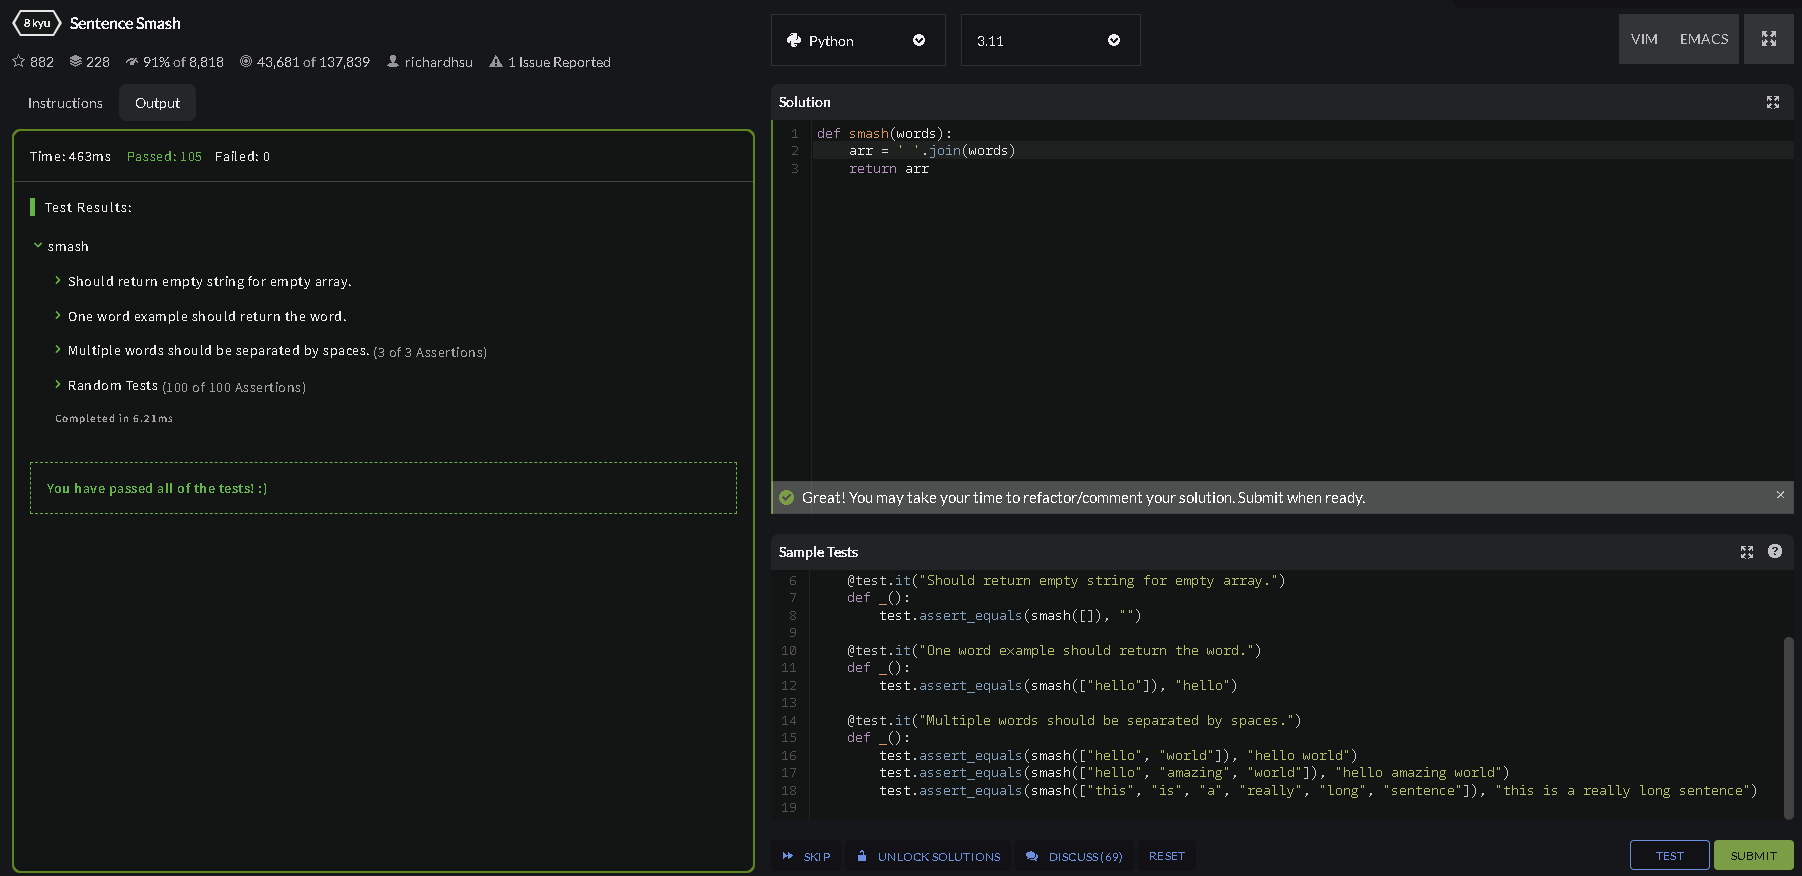 8 kyu Sentence Smash
882 228 91% of 8,818 43,681 of 137,839 richardhsu 1 Issue Reported
Instructions Output
Time: 463ms Passed: 105 Failed: 0
Test Results:
smash
Should return empty string for empty array.
One word example should return the word.
Multiple words should be separated by spaces. (3 of 3 Assertions)
Random Tests (100 of 100 Assertions)
Completed in 6.21ms
You have passed all of the tests! :)
Python 3.11 VIM EMACS
Solution
1 def smash(words):
2     arr = ' '.join(words)
3     return arr
Great! You may take your time to refactor/comment your solution. Submit when ready. ×
Sample Tests ?
6     @test.it("Should return empty string for empty array.")
7     def _():
8         test.assert_equals(smash([]), "")
9
10     @test.it("One word example should return the word.")
11     def _():
12         test.assert_equals(smash(["hello"]), "hello")
13
14     @test.it("Multiple words should be separated by spaces.")
15     def _():
16         test.assert_equals(smash(["hello", "world"]), "hello world")
17         test.assert_equals(smash(["hello", "amazing", "world"]), "hello amazing world")
18         test.assert_equals(smash(["this", "is", "a", "really", "long", "sentence"]), "this is a really long sentence")
19
SKIP UNLOCK SOLUTIONS DISCUSS (69) RESET TEST SUBMIT